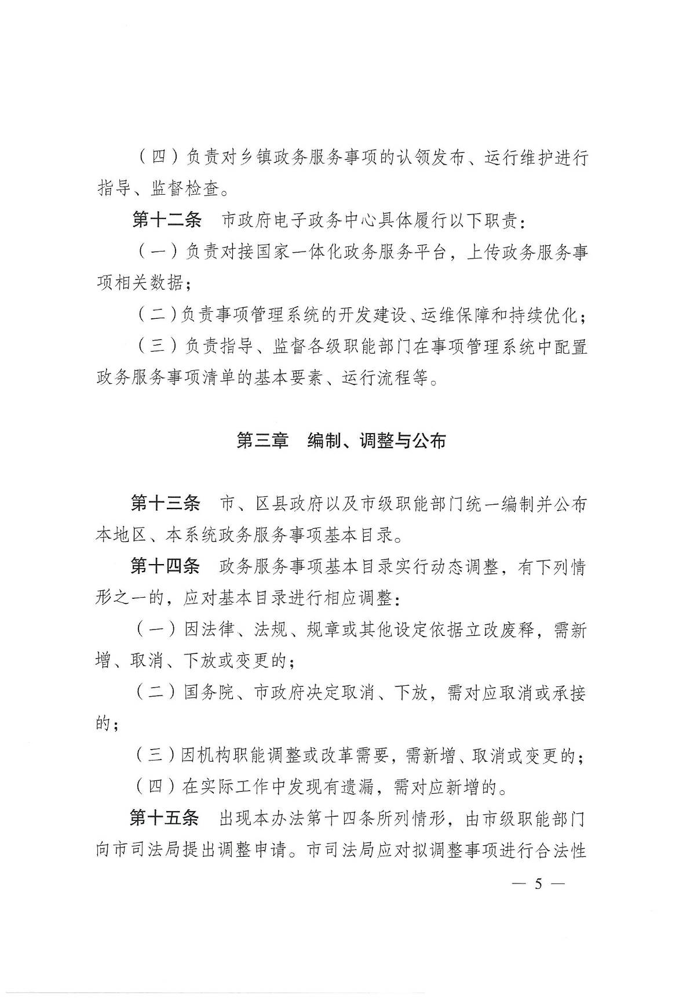 （四）负责对乡镇政务服务事项的认领发布、运行维护进行
指导、监督检查。
第十二条　市政府电子政务中心具体履行以下职责：
（一）负责对接国家一体化政务服务平台，上传政务服务事
项相关数据；
（二）负责事项管理系统的开发建设、运维保障和持续优化；
（三）负责指导、监督各级职能部门在事项管理系统中配置
政务服务事项清单的基本要素、运行流程等。
第三章　编制、调整与公布
第十三条　市、区县政府以及市级职能部门统一编制并公布
本地区、本系统政务服务事项基本目录。
第十四条　政务服务事项基本目录实行动态调整，有下列情
形之一的，应对基本目录进行相应调整：
（一）因法律、法规、规章或其他设定依据立改废释，需新
增、取消、下放或变更的；
（二）国务院、市政府决定取消、下放，需对应取消或承接
的；
（三）因机构职能调整或改革需要，需新增、取消或变更的；
（四）在实际工作中发现有遗漏，需对应新增的。
第十五条　出现本办法第十四条所列情形，由市级职能部门
向市司法局提出调整申请。市司法局应对拟调整事项进行合法性
— 5 —